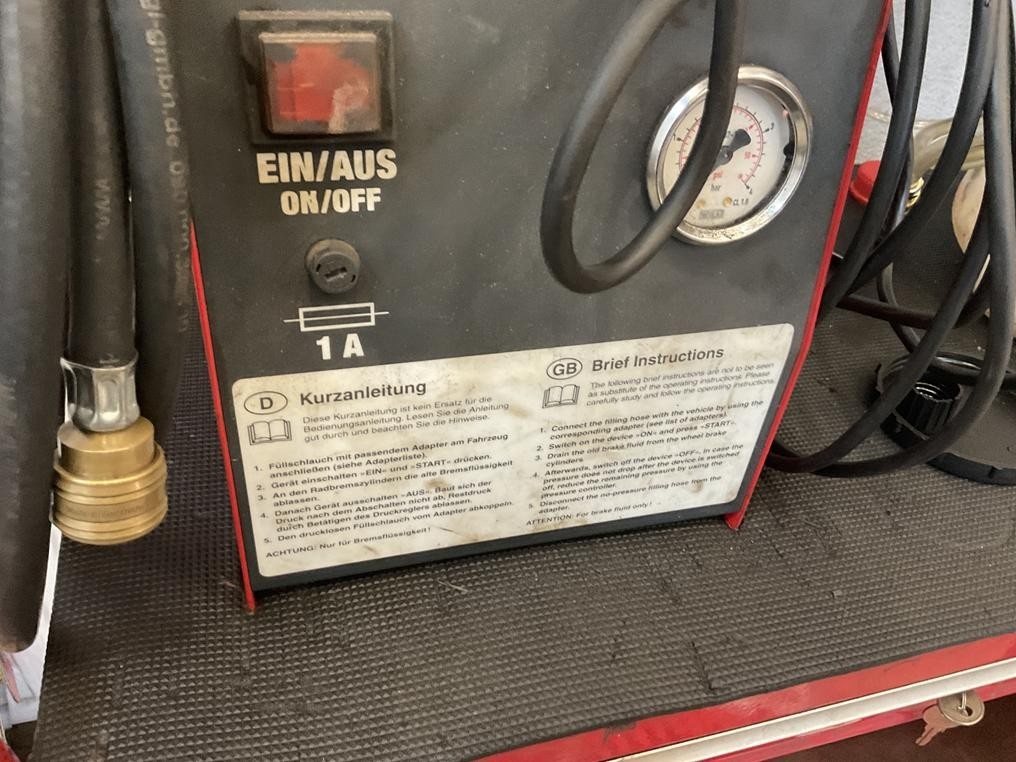 EIN/AUS
ON/OFF
1 A
D Kurzanleitung
Diese Kurzanleitung ist kein Ersatz für die
Bedienungsanleitung. Lesen Sie die Anleitung
gut durch und beachten Sie die Hinweise.
1. Füllschlauch mit passendem Adapter am Fahrzeug
anschließen (siehe Adapterliste).
2. Gerät einschalten »EIN« und »START« drücken.
3. An den Radbremszylindern die alte Bremsflüssigkeit
ablassen.
4. Danach Gerät ausschalten »AUS«. Baut sich der
Druck nach dem Abschalten nicht ab, Restdruck
durch Betätigen des Druckreglers ablassen.
5. Den drucklosen Füllschlauch vom Adapter abkoppeln.
ACHTUNG: Nur für Bremsflüssigkeit!
GB Brief Instructions
The following brief instructions are not to be seen
as substitute of the operating instructions. Please
carefully study and follow the operating instructions.
1. Connect the filling hose with the vehicle by using the
corresponding adapter (see list of adapters).
2. Switch on the device »ON« and press »START«.
3. Drain the old brake fluid from the wheel brake
cylinders
4. Afterwards, switch off the device »OFF«. In case the
pressure does not drop after the device is switched
off, reduce the remaining pressure by using the
pressure controller.
5. Disconnect the no-pressure filling hose from the
adapter.
ATTENTION: For brake fluid only!
psi
bar
CL 1.6